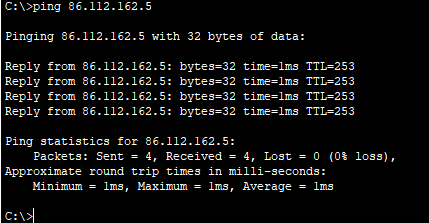 C:\>ping 86.112.162.5
Pinging 86.112.162.5 with 32 bytes of data:
Reply from 86.112.162.5: bytes=32 time=1ms TTL=253
Reply from 86.112.162.5: bytes=32 time=1ms TTL=253
Reply from 86.112.162.5: bytes=32 time=1ms TTL=253
Reply from 86.112.162.5: bytes=32 time=1ms TTL=253
Ping statistics for 86.112.162.5:
Packets: Sent = 4, Received = 4, Lost = 0 (0% loss),
Approximate round trip times in milli-seconds:
Minimum = 1ms, Maximum = 1ms, Average = 1ms
C:\>